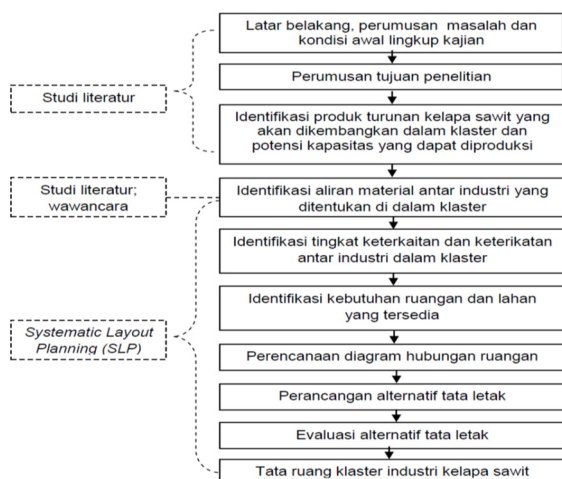 Latar belakang, perumusan masalah dan
kondisi awal lingkup kajian
Perumusan tujuan penelitian
Studi literatur
Identifikasi produk turunan kelapa sawit yang
akan dikembangkan dalam klaster dan
potensi kapasitas yang dapat diproduksi
Studi literatur;
wawancara
Identifikasi aliran material antar industri yang
ditentukan di dalam klaster
Identifikasi tingkat keterkaitan dan keterikatan
antar industri dalam klaster
Identifikasi kebutuhan ruangan dan lahan
yang tersedia
Systematic Layout
Planning (SLP)
Perencanaan diagram hubungan ruangan
Perancangan alternatif tata letak
Evaluasi alternatif tata letak
Tata ruang klaster industri kelapa sawit